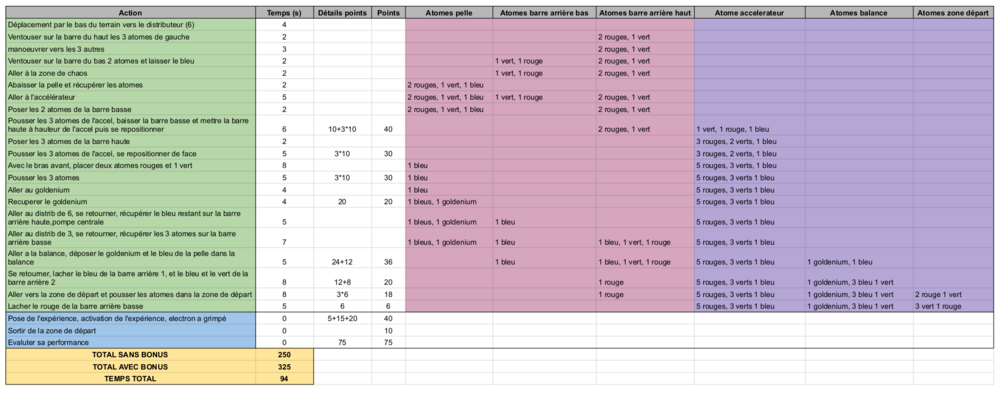 Action Temps (s) Détails points Points Atomes pelle Atomes barre arrière bas Atomes barre arrière haut Atome accelerateur Atomes balance Atomes zone départ
Déplacement par le bas du terrain vers le distributeur (6) 4
Ventouser sur la barre du haut les 3 atomes de gauche 2 2 rouges, 1 vert
manoeuvrer vers les 3 autres 3 2 rouges, 1 vert
Ventouser sur la barre du bas 2 atomes et laisser le bleu 2 1 vert, 1 rouge 2 rouges, 1 vert
Aller à la zone de chaos 2 1 vert, 1 rouge 2 rouges, 1 vert
Abaisser la pelle et récupérer les atomes 2 2 rouges, 1 vert, 1 bleu
Aller à l'accélérateur 5 2 rouges, 1 vert, 1 bleu 1 vert, 1 rouge 2 rouges, 1 vert
Poser les 2 atomes de la barre basse 2 2 rouges, 1 vert, 1 bleu 2 rouges, 1 vert
Pousser les 3 atomes de l'accel, baisser la barre basse et mettre la barre
haute à hauteur de l'accel puis se repositionner 6 10+3*10 40 2 rouges, 1 vert 1 vert, 1 rouge, 1 bleu
Poser les 3 atomes de la barre haute 2 3 rouges, 2 verts, 1 bleu
Pousser les 3 atomes de l'accel, se repositionner de face 5 3*10 30 3 rouges, 2 verts, 1 bleu
Avec le bras avant, placer deux atomes rouges et 1 vert 8 1 bleu 5 rouges, 3 verts 1 bleu
Pousser les 3 atomes 5 3*10 30 1 bleu 5 rouges, 3 verts 1 bleu
Aller au goldenium 4 1 bleu 5 rouges, 3 verts 1 bleu
Recuperer le goldenium 4 20 20 1 bleus, 1 goldenium 5 rouges, 3 verts 1 bleu
Aller au distrib de 6, se retourner, récupérer le bleu restant sur la barre
arrière haute,pompe centrale 5 1 bleus, 1 goldenium 1 bleu 5 rouges, 3 verts 1 bleu
Aller au distrib de 3, se retourner, récupérer les 3 atomes sur la barre
arrière basse 7 1 bleus, 1 goldenium 1 bleu 1 bleu, 1 vert, 1 rouge 5 rouges, 3 verts 1 bleu
Aller a la balance, déposer le goldenium et le bleu de la pelle dans la
balance 5 24+12 36 1 bleu 1 bleu, 1 vert, 1 rouge 5 rouges, 3 verts 1 bleu 1 goldenium, 1 bleu
Se retourner, lacher le bleu de la barre arrière 1, et le bleu et le vert de la
barre arrière 2 8 12+8 20 1 rouge 5 rouges, 3 verts 1 bleu 1 goldenium, 3 bleu 1 vert
Aller vers la zone de départ et pousser les atomes dans la zone de départ 8 3*6 18 1 rouge 5 rouges, 3 verts 1 bleu 1 goldenium, 3 bleu 1 vert 2 rouge 1 vert
Lacher le rouge de la barre arrière basse 5 6 6 5 rouges, 3 verts 1 bleu 1 goldenium, 3 bleu 1 vert 3 vert 1 rouge
Pose de l'expérience, activation de l'expérience, electron a grimpé 0 5+15+20 40
Sortir de la zone de départ 0 10
Evaluter sa performance 0 75 75
TOTAL SANS BONUS 250
TOTAL AVEC BONUS 325
TEMPS TOTAL 94